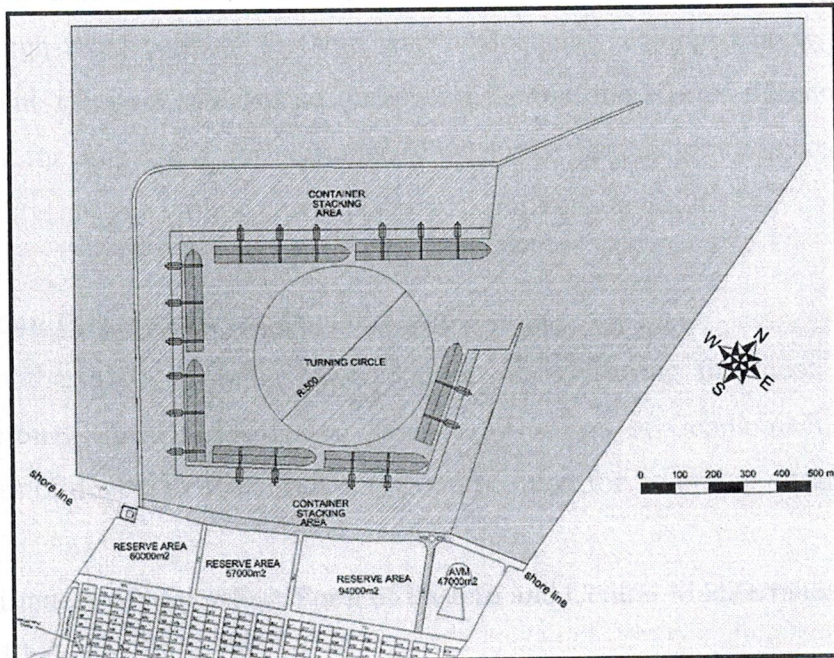 CONTAINER
STACKING
AREA
TURNING CIRCLE
R.500
N
W
E
S
0 100 200 300 400 500 m
shore line
CONTAINER
STACKING
AREA
RESERVE AREA
60000m2
RESERVE AREA
57000m2
RESERVE AREA
94000m2
AVM
47000m2
shore line